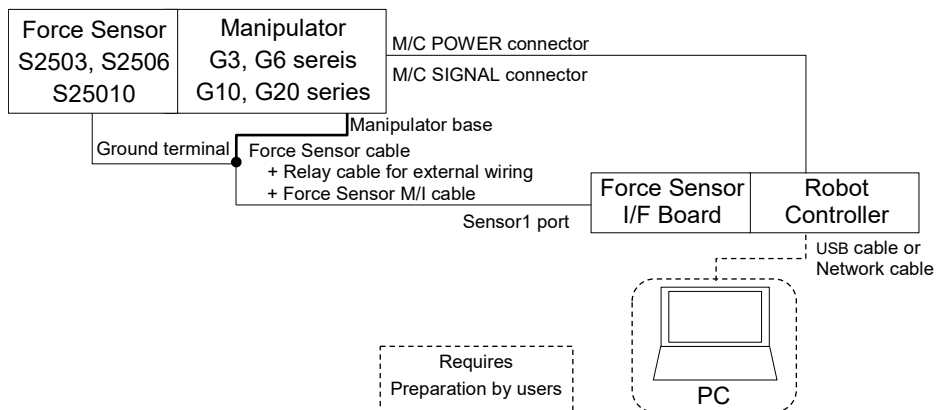 Force Sensor
S2503, S2506
S25010
Manipulator
G3, G6 sereis
G10, G20 series
M/C POWER connector
M/C SIGNAL connector
Manipulator base
Ground terminal
Force Sensor cable
+ Relay cable for external wiring
+ Force Sensor M/I cable
Sensor1 port
Force Sensor
I/F Board
Robot
Controller
USB cable or
Network cable
Requires
Preparation by users
PC